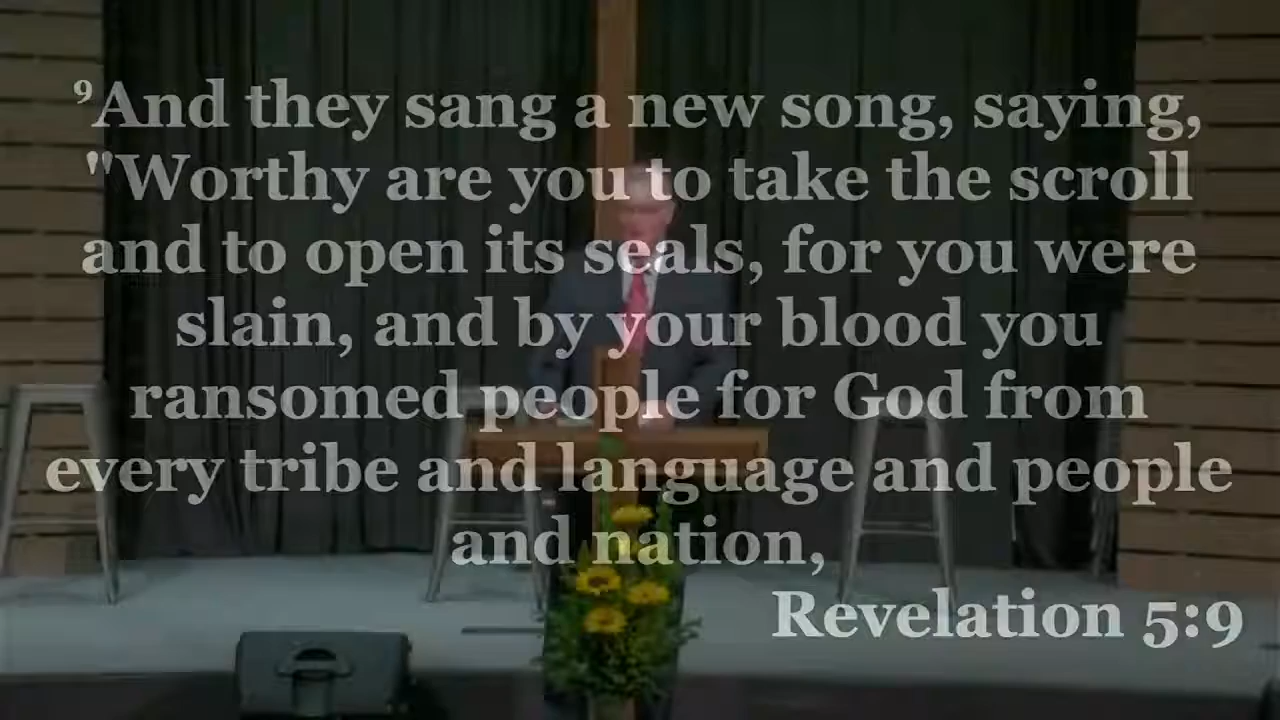 ⁹And they sang a new song, saying,
"Worthy are you to take the scroll
and to open its seals, for you were
slain, and by your blood you
ransomed people for God from
every tribe and language and people
and nation,
Revelation 5:9